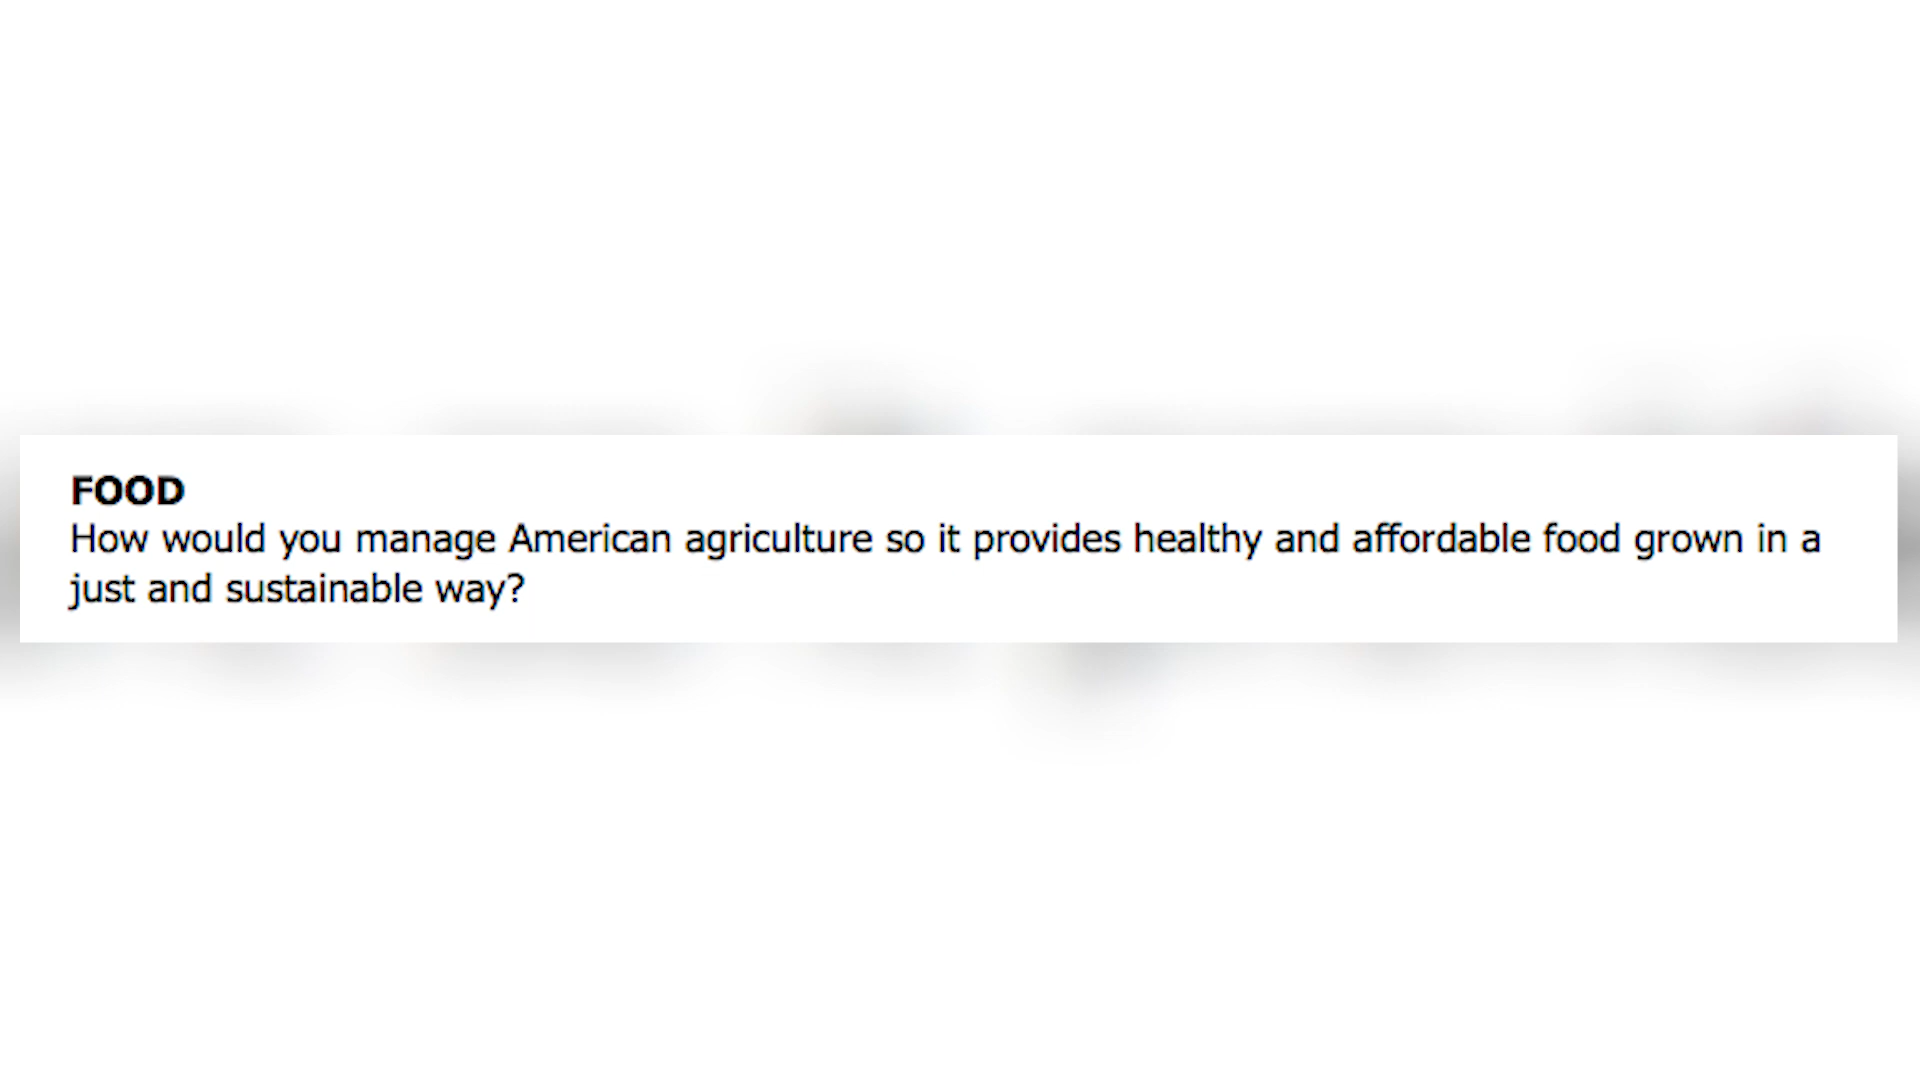 FOOD
How would you manage American agriculture so it provides healthy and affordable food grown in a
just and sustainable way?